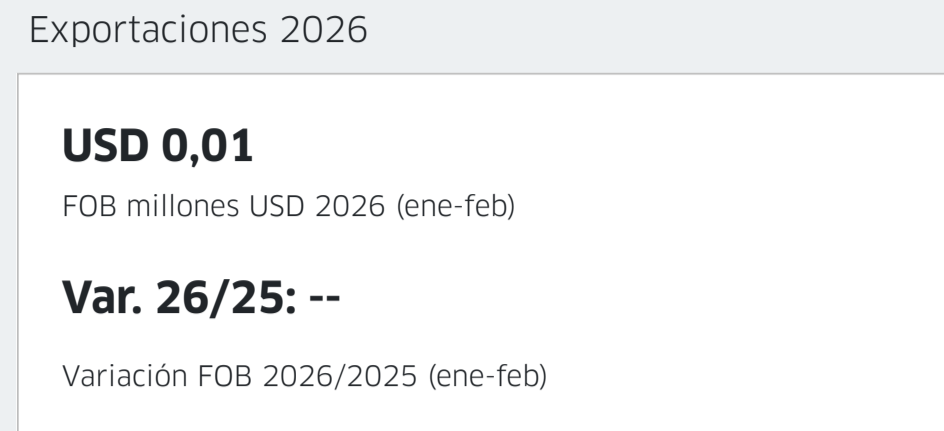 Exportaciones 2026
USD 0,01
FOB millones USD 2026 (ene-feb)
Var. 26/25: --
Variación FOB 2026/2025 (ene-feb)